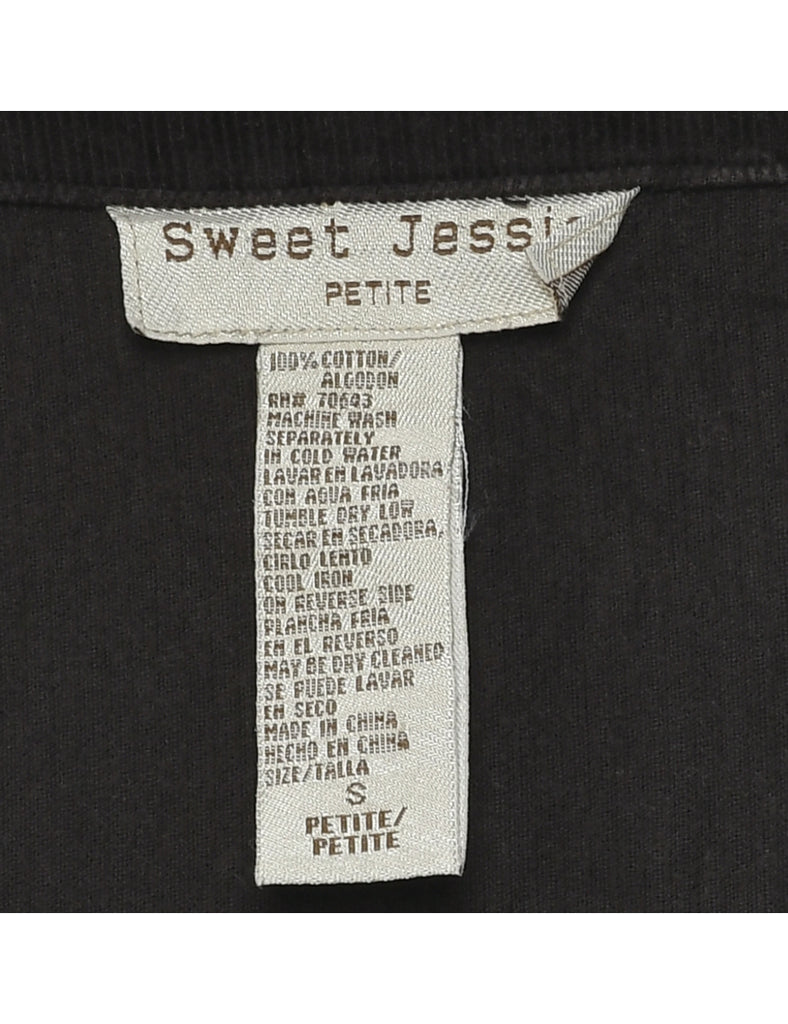 Sweet Jessi
PETITE
100% COTTON/
ALGODON
RN# 70643
MACHINE WASH
SEPARATELY
IN COLD WATER
LAVAR EN LAVADORA
CON AGUA FRIA
TUMBLE DRY LOW
SECAR EN SECADORA,
CIRLO LENTO
COOL IRON
ON REVERSE SIDE
PLANCHA FRIA
EN EL REVERSO
MAY BE DRY CLEANED
SE PUEDE LAVAR
EN SECO
MADE IN CHINA
HECHO EN CHINA
SIZE/TALLA
S
PETITE/
PETITE